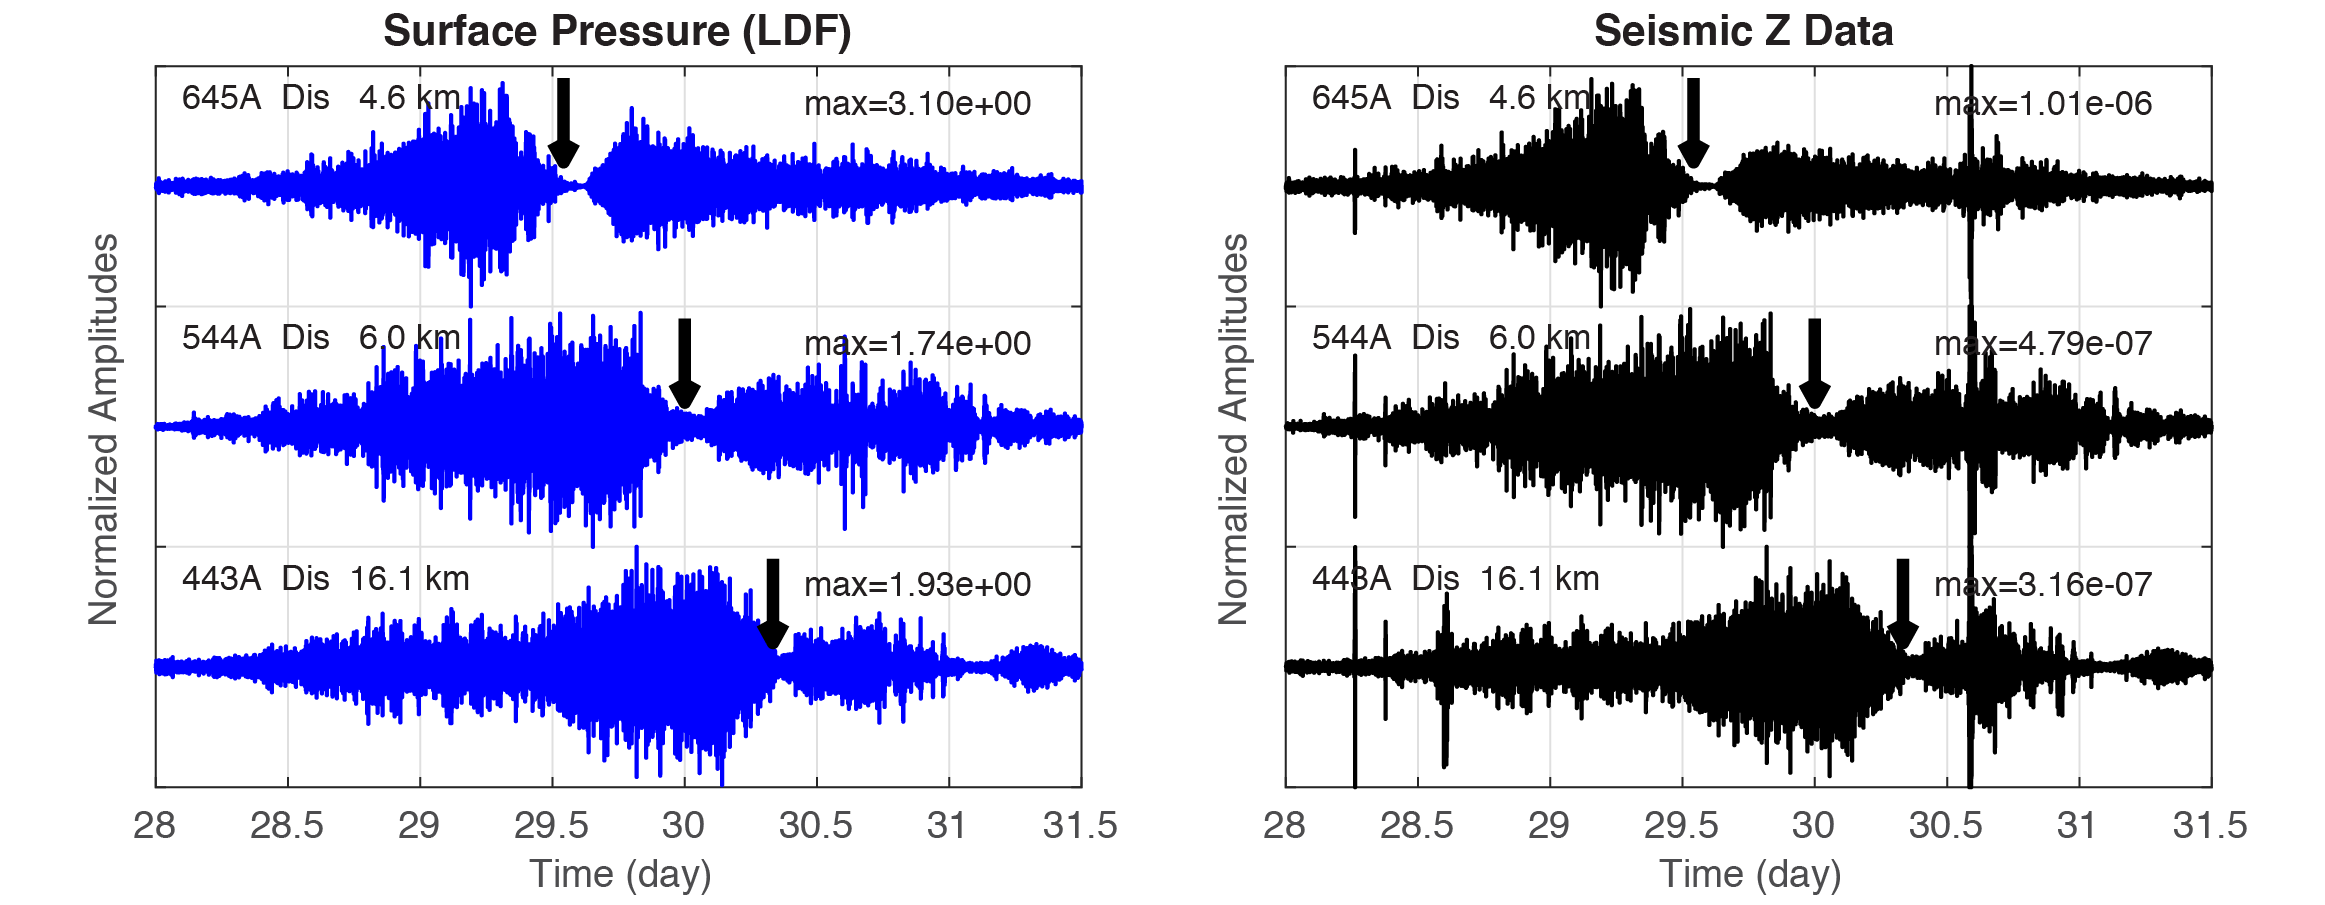 Surface Pressure (LDF)
645A Dis 4.6 km
max=3.10e+00
544A Dis 6.0 km
max=1.74e+00
443A Dis 16.1 km
max=1.93e+00
Normalized Amplitudes
28 28.5 29 29.5 30 30.5 31 31.5
Time (day)
Seismic Z Data
645A Dis 4.6 km
max=1.01e-06
544A Dis 6.0 km
max=4.79e-07
443A Dis 16.1 km
max=3.16e-07
Normalized Amplitudes
28 28.5 29 29.5 30 30.5 31 31.5
Time (day)